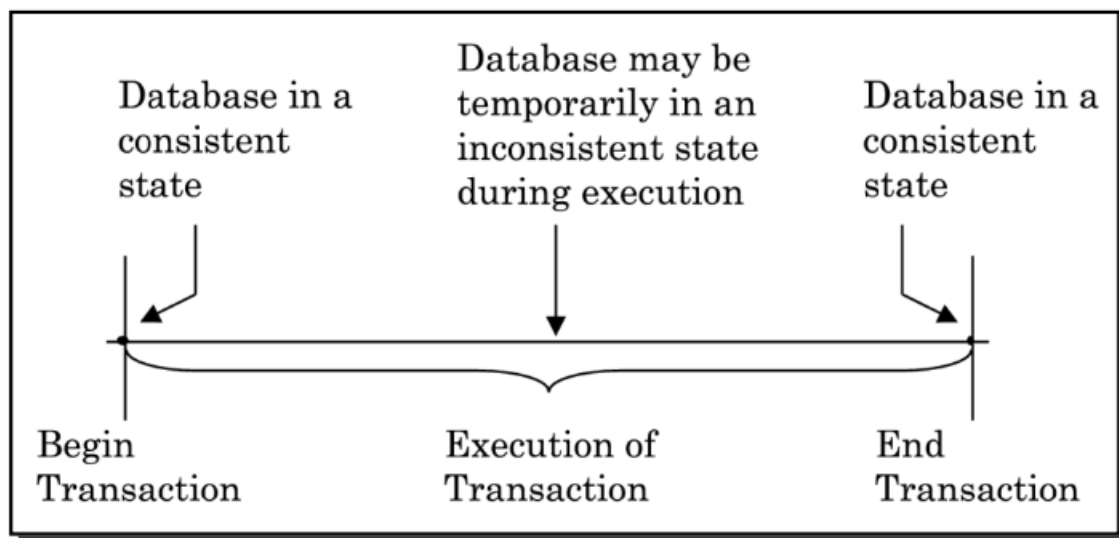 Database in a
consistent
state
Database may be
temporarily in an
inconsistent state
during execution
Database in a
consistent
state
Begin
Transaction
Execution of
Transaction
End
Transaction